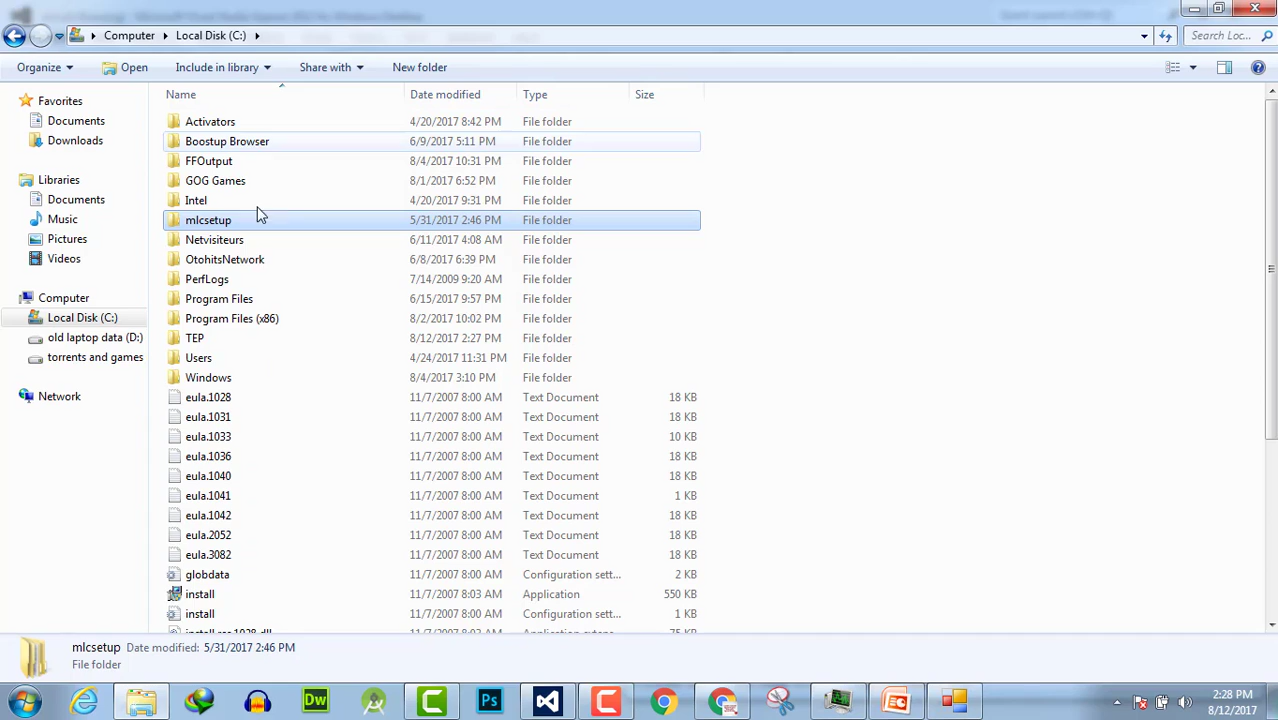 Computer Local Disk (C:) Search Loc...
Organize Open Include in library Share with New folder
Name Date modified Type Size
Favorites
Documents
Downloads
Libraries
Documents
Music
Pictures
Videos
Computer
Local Disk (C:)
old laptop data (D:)
torrents and games
Network
Activators 4/20/2017 8:42 PM File folder
Boostup Browser 6/9/2017 5:11 PM File folder
FFOutput 8/4/2017 10:31 PM File folder
GOG Games 8/1/2017 6:52 PM File folder
Intel 4/20/2017 9:31 PM File folder
mlcsetup 5/31/2017 2:46 PM File folder
Netvisiteurs 6/11/2017 4:08 AM File folder
OtohitsNetwork 6/8/2017 6:39 PM File folder
PerfLogs 7/14/2009 9:20 AM File folder
Program Files 6/15/2017 9:57 PM File folder
Program Files (x86) 8/2/2017 10:02 PM File folder
TEP 8/12/2017 2:27 PM File folder
Users 4/24/2017 11:31 PM File folder
Windows 8/4/2017 3:10 PM File folder
eula.1028 11/7/2007 8:00 AM Text Document 18 KB
eula.1031 11/7/2007 8:00 AM Text Document 18 KB
eula.1033 11/7/2007 8:00 AM Text Document 10 KB
eula.1036 11/7/2007 8:00 AM Text Document 18 KB
eula.1040 11/7/2007 8:00 AM Text Document 18 KB
eula.1041 11/7/2007 8:00 AM Text Document 1 KB
eula.1042 11/7/2007 8:00 AM Text Document 18 KB
eula.2052 11/7/2007 8:00 AM Text Document 18 KB
eula.3082 11/7/2007 8:00 AM Text Document 18 KB
globdata 11/7/2007 8:00 AM Configuration sett... 2 KB
install 11/7/2007 8:03 AM Application 550 KB
install 11/7/2007 8:00 AM Configuration sett... 1 KB
install.res.1028.dll 11/7/2007 8:03 AM Application extens... 75 KB
mlcsetup Date modified: 5/31/2017 2:46 PM
File folder
Dw Ps
2:28 PM
8/12/2017